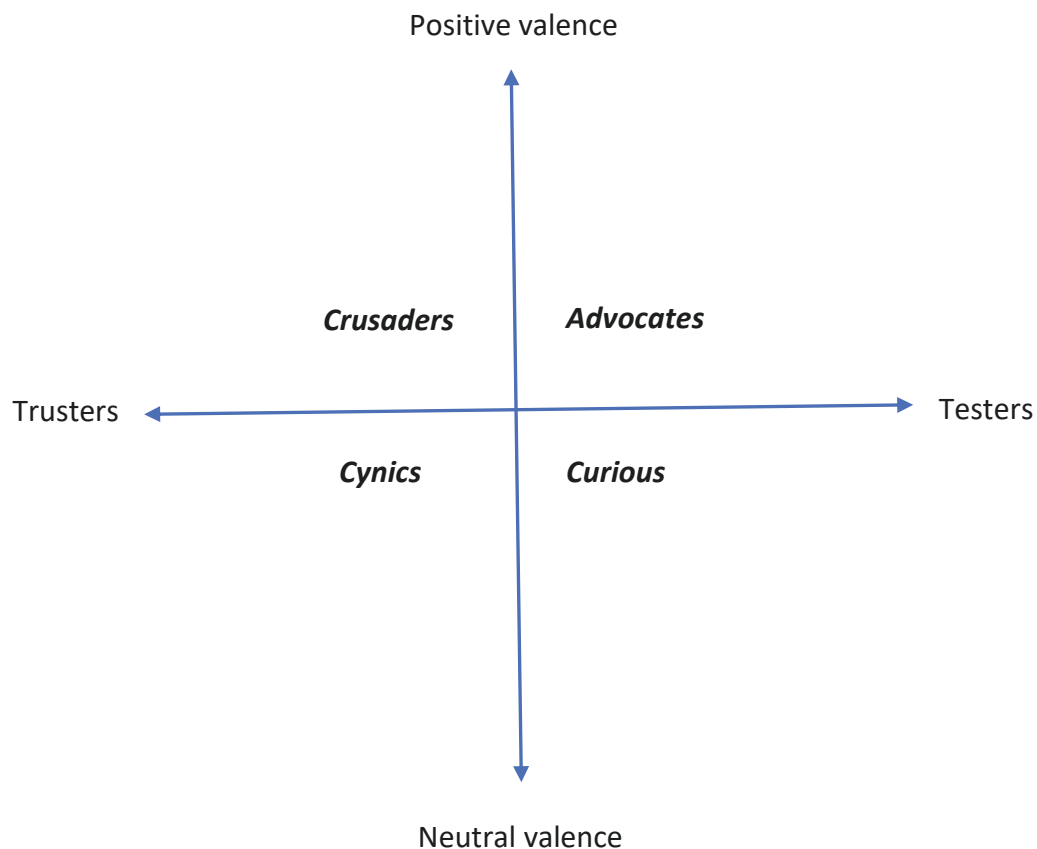 Positive valence
Crusaders
Advocates
Trusters
Testers
Cynics
Curious
Neutral valence